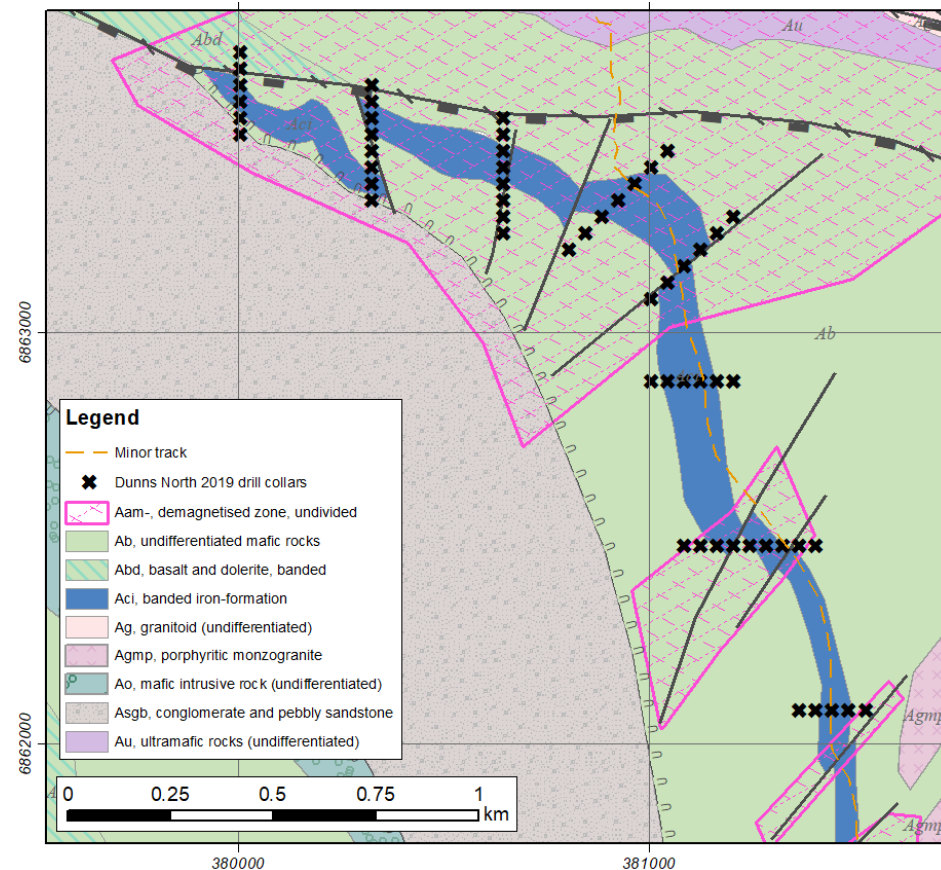 Abd
Au
Aci
Ab
6863000
Legend
Minor track
Dunns North 2019 drill collars
Aam-, demagnetised zone, undivided
Ab, undifferentiated mafic rocks
Abd, basalt and dolerite, banded
Aci, banded iron-formation
Ag, granitoid (undifferentiated)
Agmp, porphyritic monzogranite
Ao, mafic intrusive rock (undifferentiated)
Asgb, conglomerate and pebbly sandstone
Au, ultramafic rocks (undifferentiated)
Agmp
6862000
0 0.25 0.5 0.75 1
km
Agmp
380000 381000